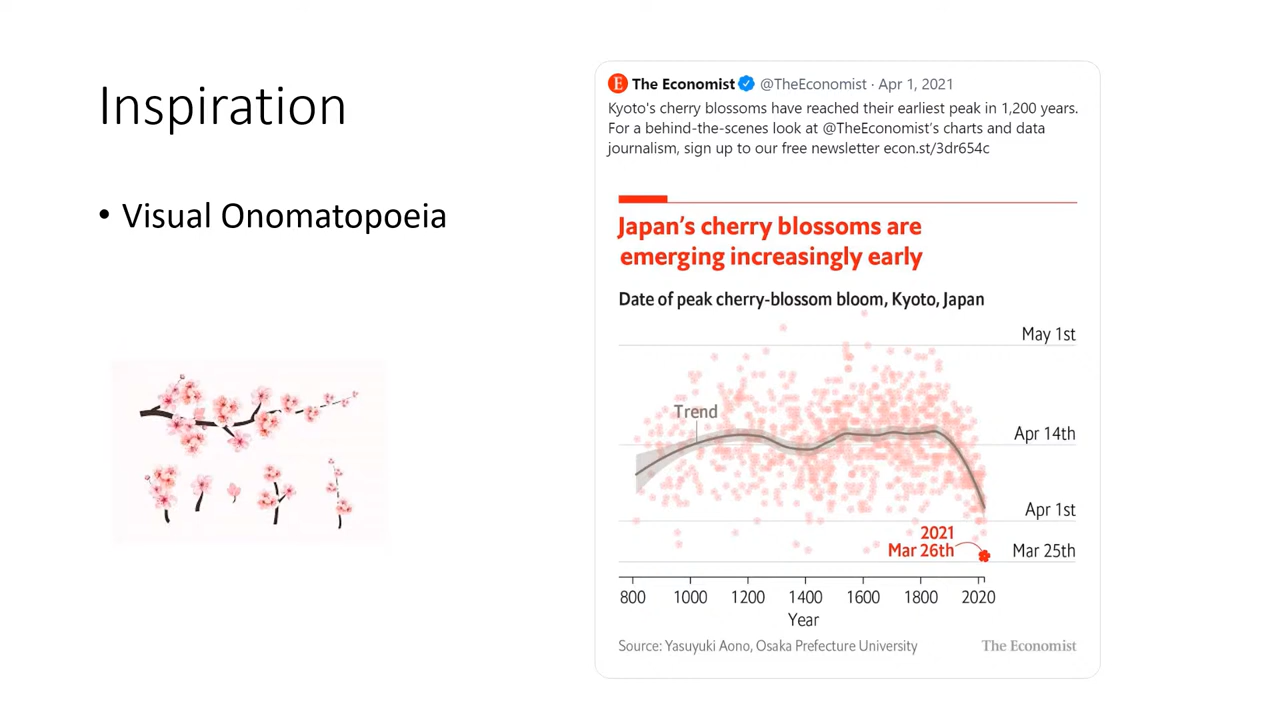 Inspiration
• Visual Onomatopoeia
The Economist @TheEconomist · Apr 1, 2021
Kyoto's cherry blossoms have reached their earliest peak in 1,200 years.
For a behind-the-scenes look at @TheEconomist's charts and data
journalism, sign up to our free newsletter econ.st/3dr654c
Japan's cherry blossoms are
emerging increasingly early
Date of peak cherry-blossom bloom, Kyoto, Japan
May 1st
Trend
Apr 14th
Apr 1st
2021
Mar 26th
Mar 25th
800 1000 1200 1400 1600 1800 2020
Year
Source: Yasuyuki Aono, Osaka Prefecture University
The Economist